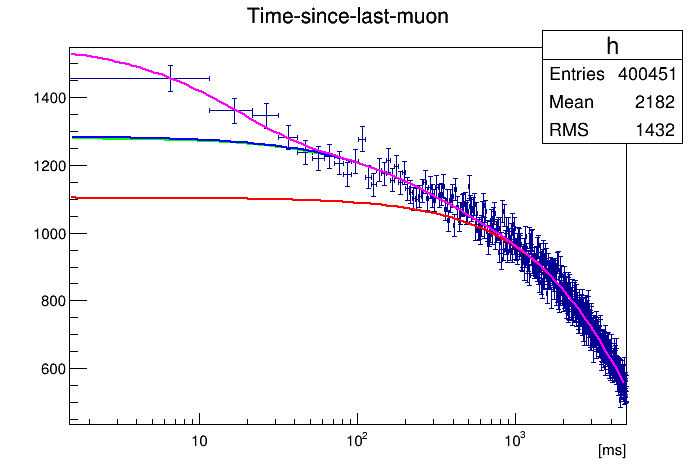 Time-since-last-muon
h
Entries 400451
Mean 2182
RMS 1432
1400
1200
1000
800
600
10
10²
10³
[ms]